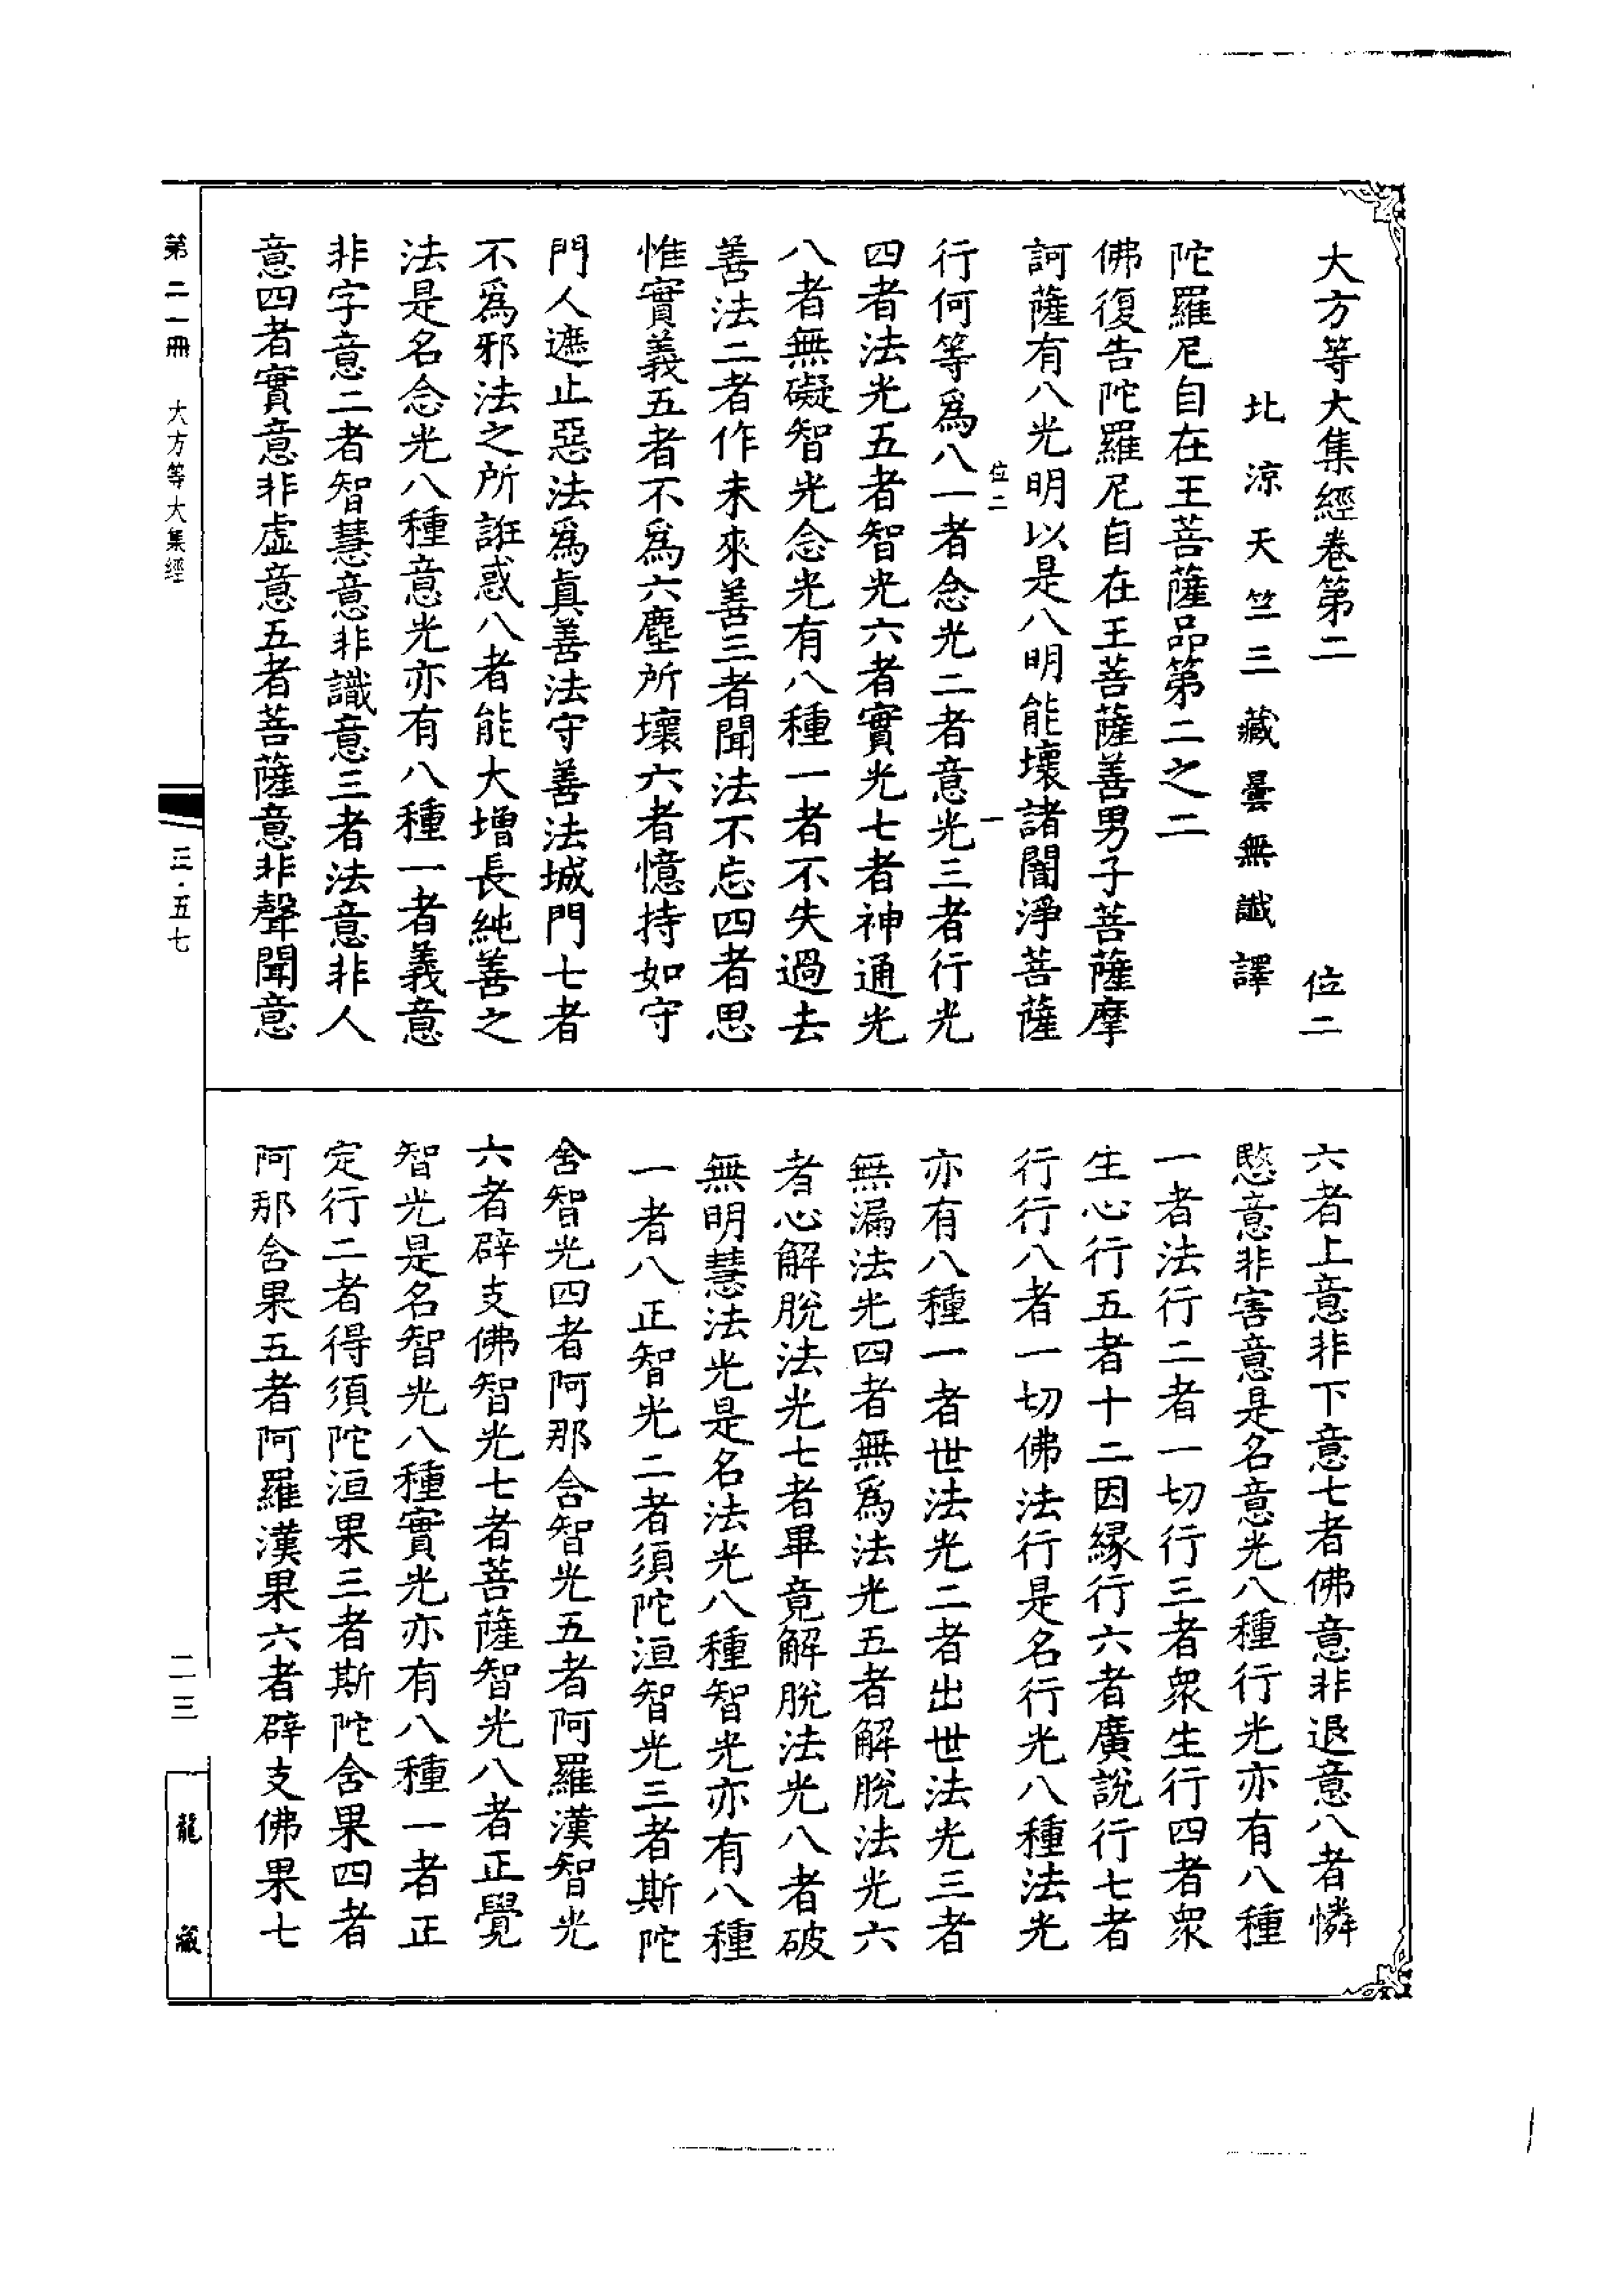 大方等大集經卷第二　位二
北涼天竺三藏曇無讖譯
陀羅尼自在王菩薩品第二之二
佛復告陀羅尼自在王菩薩善男子菩薩摩
訶薩有八光明以是八明能壞諸闇淨菩薩
位二　一
行何等爲八一者念光二者意光三者行光
四者法光五者智光六者實光七者神通光
八者無礙智光念光有八種一者不失過去
善法二者作未來善三者聞法不忘四者思
惟實義五者不爲六塵所壞六者憶持如守
門人遮止惡法爲眞善法守善法城門七者
不爲邪法之所誑惑八者能大增長純善之
法是名念光八種意光亦有八種一者義意
非字意二者智慧意非識意三者法意非人
意四者實意非虛意五者菩薩意非聲聞意
六者上意非下意七者佛意非退意八者憐
愍意非害意是名意光八種行光亦有八種
一者法行二者一切行三者衆生行四者衆
生心行五者十二因緣行六者廣說行七者
行行八者一切佛法行是名行光八種法光
亦有八種一者世法光二者出世法光三者
無漏法光四者無爲法光五者解脫法光六
者心解脫法光七者畢竟解脫法光八者破
無明慧法光是名法光八種智光亦有八種
一者八正智光二者須陀洹智光三者斯陀
舍智光四者阿那含智光五者阿羅漢智光
六者辟支佛智光七者菩薩智光八者正覺
智光是名智光八種實光亦有八種一者正
定行二者得須陀洹果三者斯陀含果四者
阿那含果五者阿羅漢果六者辟支佛果七
第二一冊　大方等大集經
三·五七
二三
龍藏